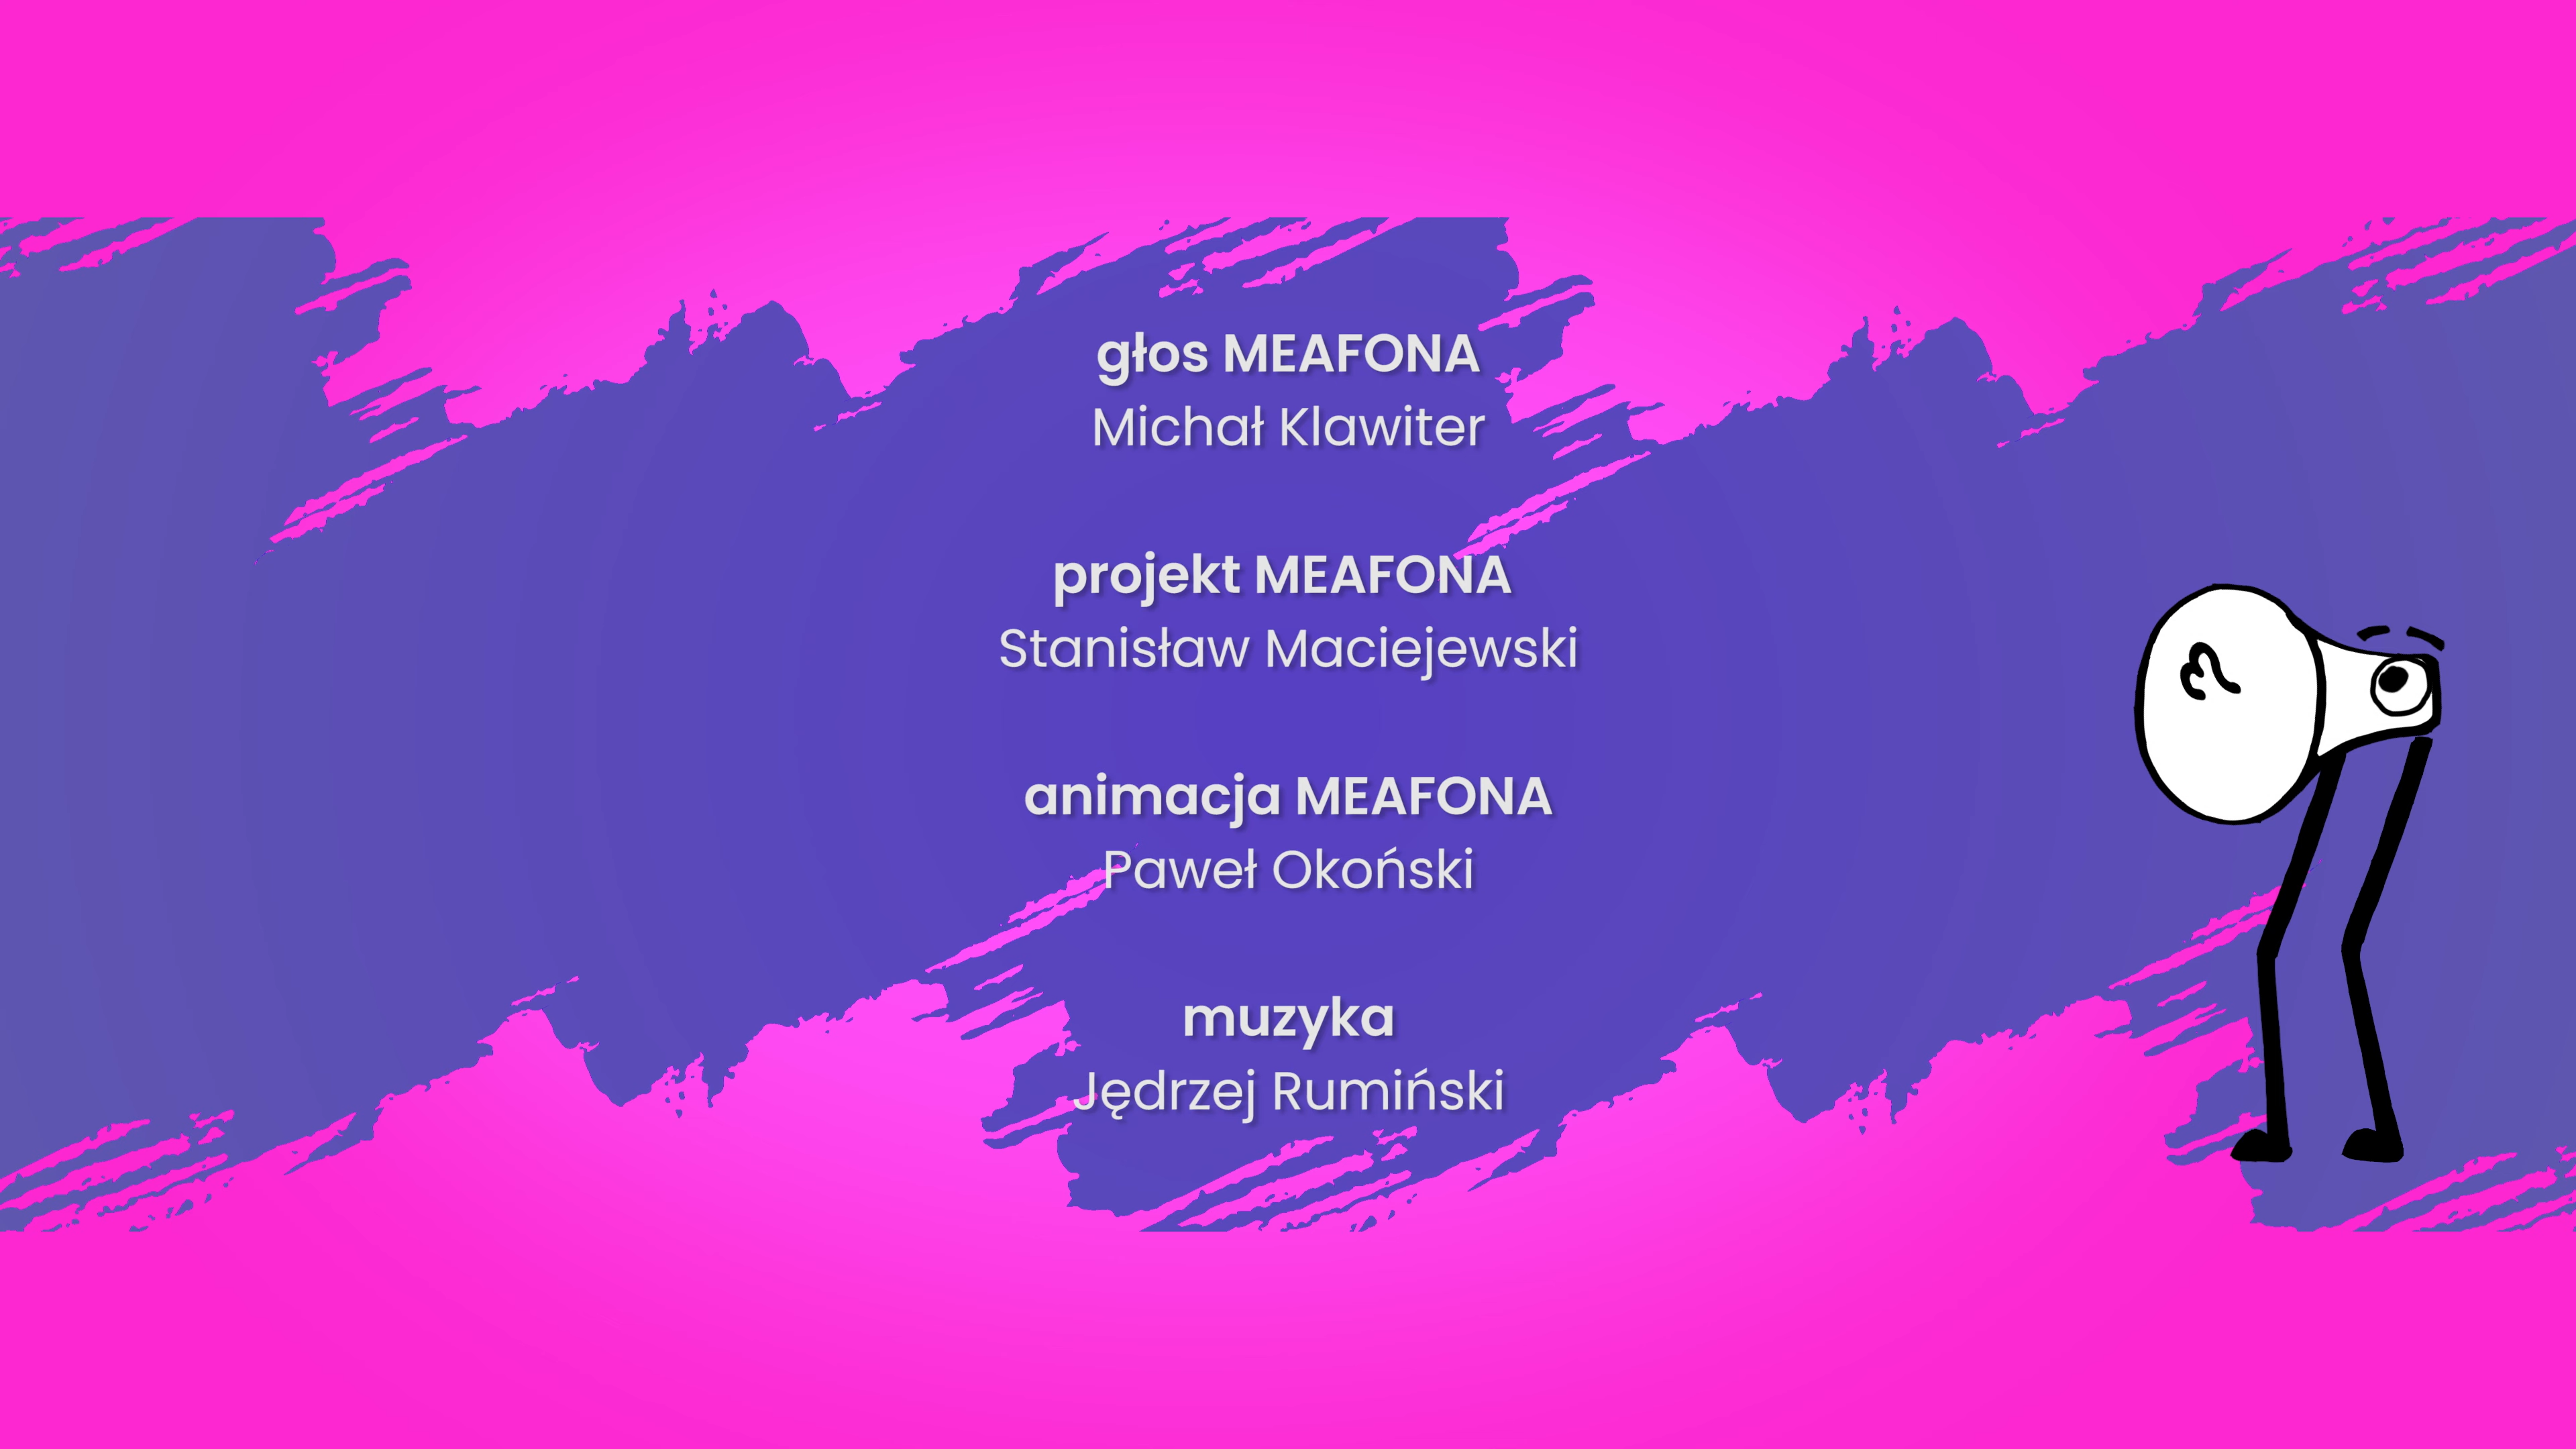 głos MEAFONA
Michał Klawiter
projekt MEAFONA
Stanisław Maciejewski
animacja MEAFONA
Paweł Okoński
muzyka
Jędrzej Rumiński